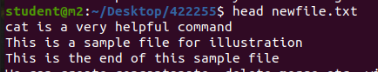 student@m2:~/Desktop/422255$ head newfile.txt
cat is a very helpful command
This is a sample file for illustration
This is the end of this sample file